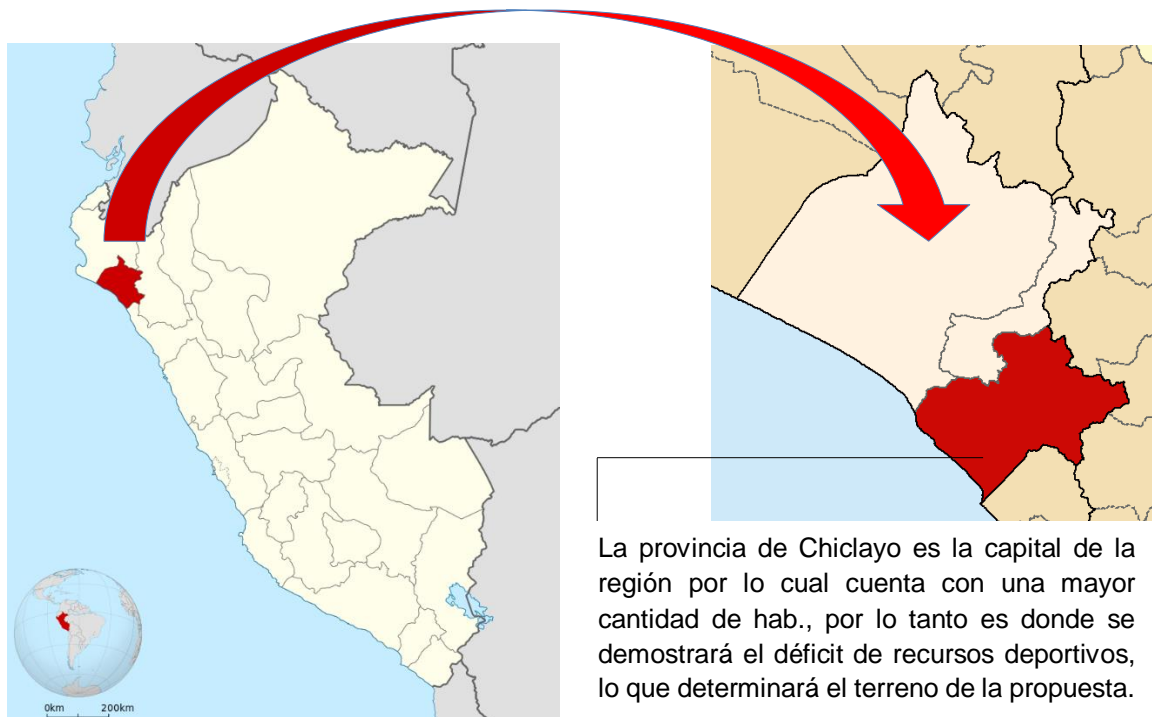 La provincia de Chiclayo es la capital de la
región por lo cual cuenta con una mayor
cantidad de hab., por lo tanto es donde se
demostrará el déficit de recursos deportivos,
lo que determinará el terreno de la propuesta.
0km 200km